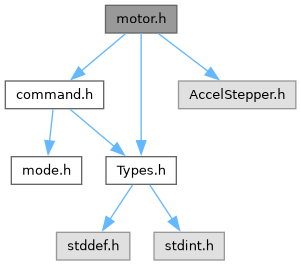 motor.h
command.h
AccelStepper.h
mode.h
Types.h
stddef.h
stdint.h